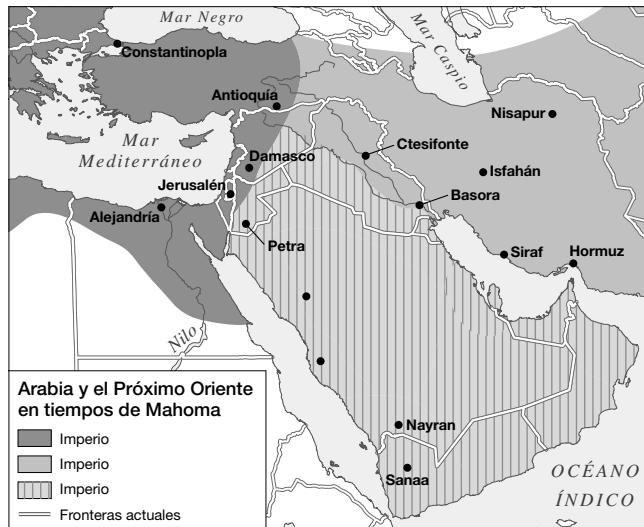 Mar Negro
Constantinopla
Mar
Caspio
Antioquía
Nisapur
Mar
Mediterráneo
Ctesifonte
Damasco
Isfahán
Jerusalén
Basora
Alejandría
Petra
Siraf
Hormuz
Nilo
Arabia y el Próximo Oriente
en tiempos de Mahoma
Imperio
Imperio
Imperio
Fronteras actuales
Nayran
Sanaa
OCÉANO
ÍNDICO